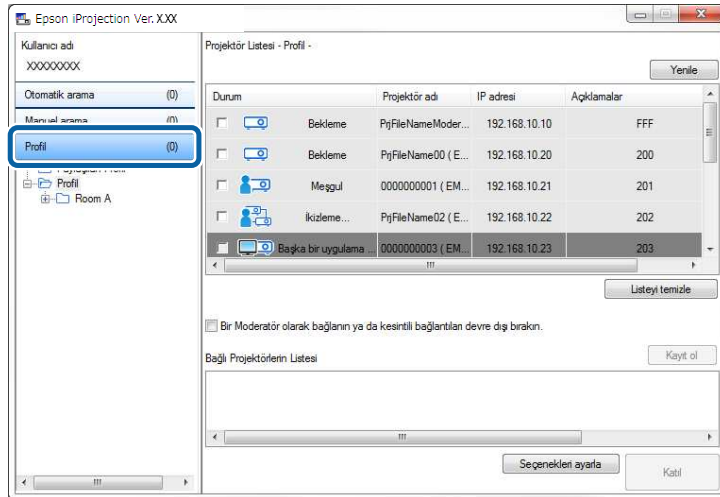 Epson iProjection Ver. X.XX
Kullanıcı adı
XXXXXXXX
Otomatik arama (0)
Manuel arama (0)
Profil (0)
Profil
Room A
Projektör Listesi - Profil -
Yenile
Durum Projektör adı IP adresi Açıklamalar
Bekleme PrjFileNameModer... 192.168.10.10 FFF
Bekleme PrjFileName00 ( E... 192.168.10.20 200
Meşgul 0000000001 ( EM... 192.168.10.21 201
İkizleme... PrjFileName02 ( E... 192.168.10.22 202
Başka bir uygulama ... 0000000003 ( EM... 192.168.10.23 203
Listeyi temizle
Bir Moderatör olarak bağlanın ya da kesintili bağlantıları devre dışı bırakın.
Bağlı Projektörlerin Listesi
Kayıt ol
Seçenekleri ayarla
Katıl